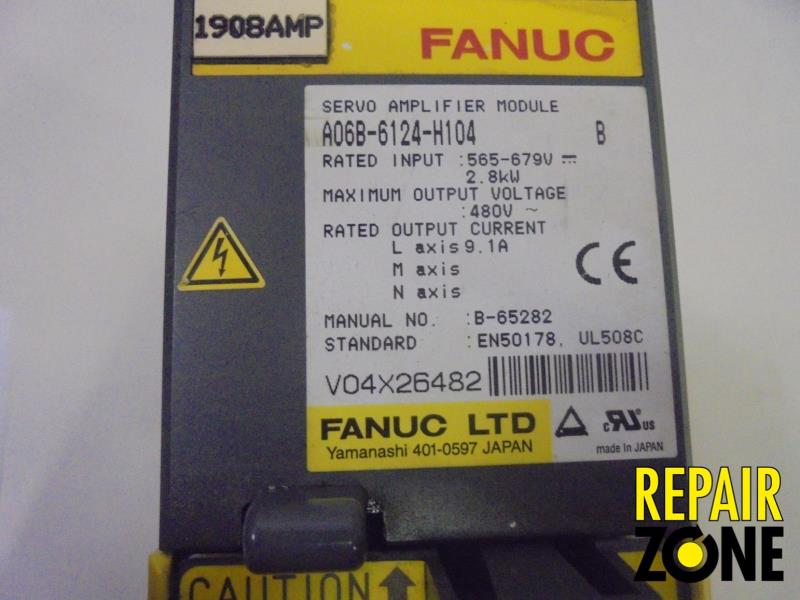 1908AMP
FANUC
SERVO AMPLIFIER MODULE
A06B-6124-H104 B
RATED INPUT :565-679V ⎓
2.8kW
MAXIMUM OUTPUT VOLTAGE
:480V ~
RATED OUTPUT CURRENT
L axis 9.1A
M axis
N axis
CE
MANUAL NO. :B-65282
STANDARD :EN50178, UL508C
V04X26482
FANUC LTD
Yamanashi 401-0597 JAPAN
c RU us
made in JAPAN
CAUTION
REPAIR
ZONE